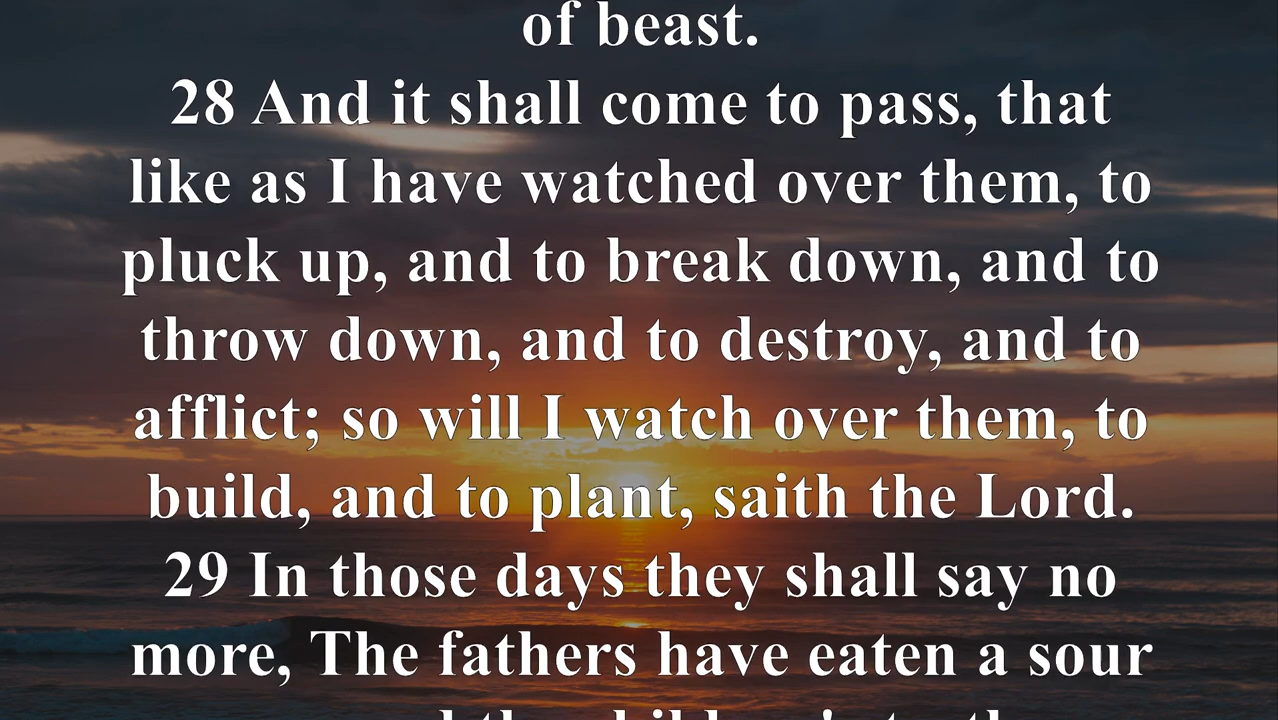 of beast.
28 And it shall come to pass, that
like as I have watched over them, to
pluck up, and to break down, and to
throw down, and to destroy, and to
afflict; so will I watch over them, to
build, and to plant, saith the Lord.
29 In those days they shall say no
more, The fathers have eaten a sour